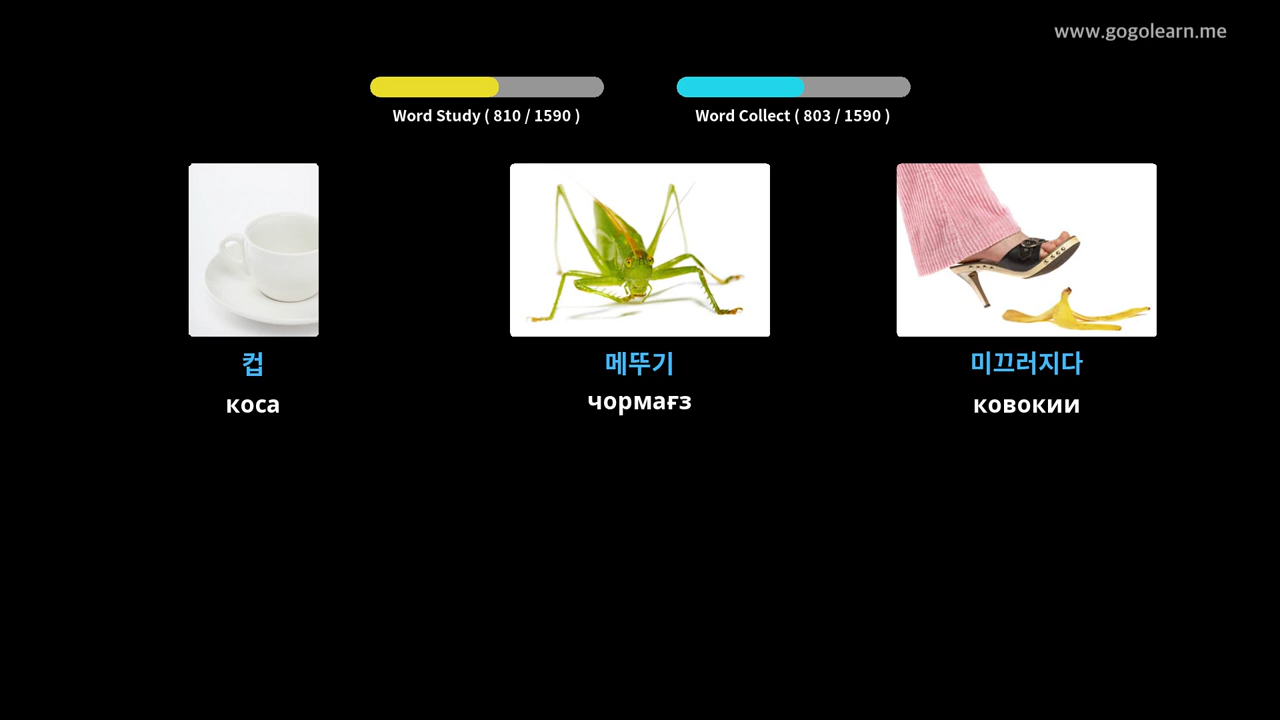 www.gogolearn.me
Word Study ( 810 / 1590 )
Word Collect ( 803 / 1590 )
컵
메뚜기
미끄러지다
коса
чормағз
ковокии